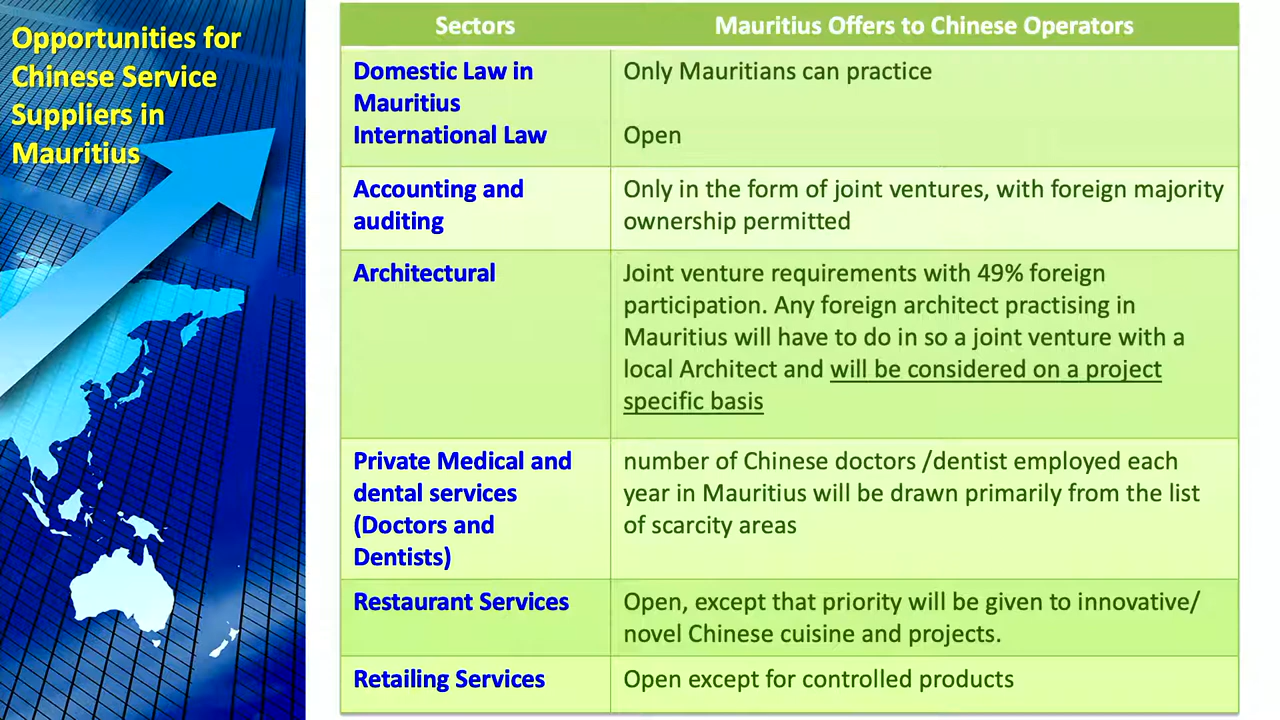 Opportunities for
Chinese Service
Suppliers in
Mauritius
Sectors
Mauritius Offers to Chinese Operators
Domestic Law in
Mauritius
International Law
Only Mauritians can practice
Open
Accounting and
auditing
Only in the form of joint ventures, with foreign majority
ownership permitted
Architectural
Joint venture requirements with 49% foreign
participation. Any foreign architect practising in
Mauritius will have to do in so a joint venture with a
local Architect and will be considered on a project
specific basis
Private Medical and
dental services
(Doctors and
Dentists)
number of Chinese doctors /dentist employed each
year in Mauritius will be drawn primarily from the list
of scarcity areas
Restaurant Services
Open, except that priority will be given to innovative/
novel Chinese cuisine and projects.
Retailing Services
Open except for controlled products